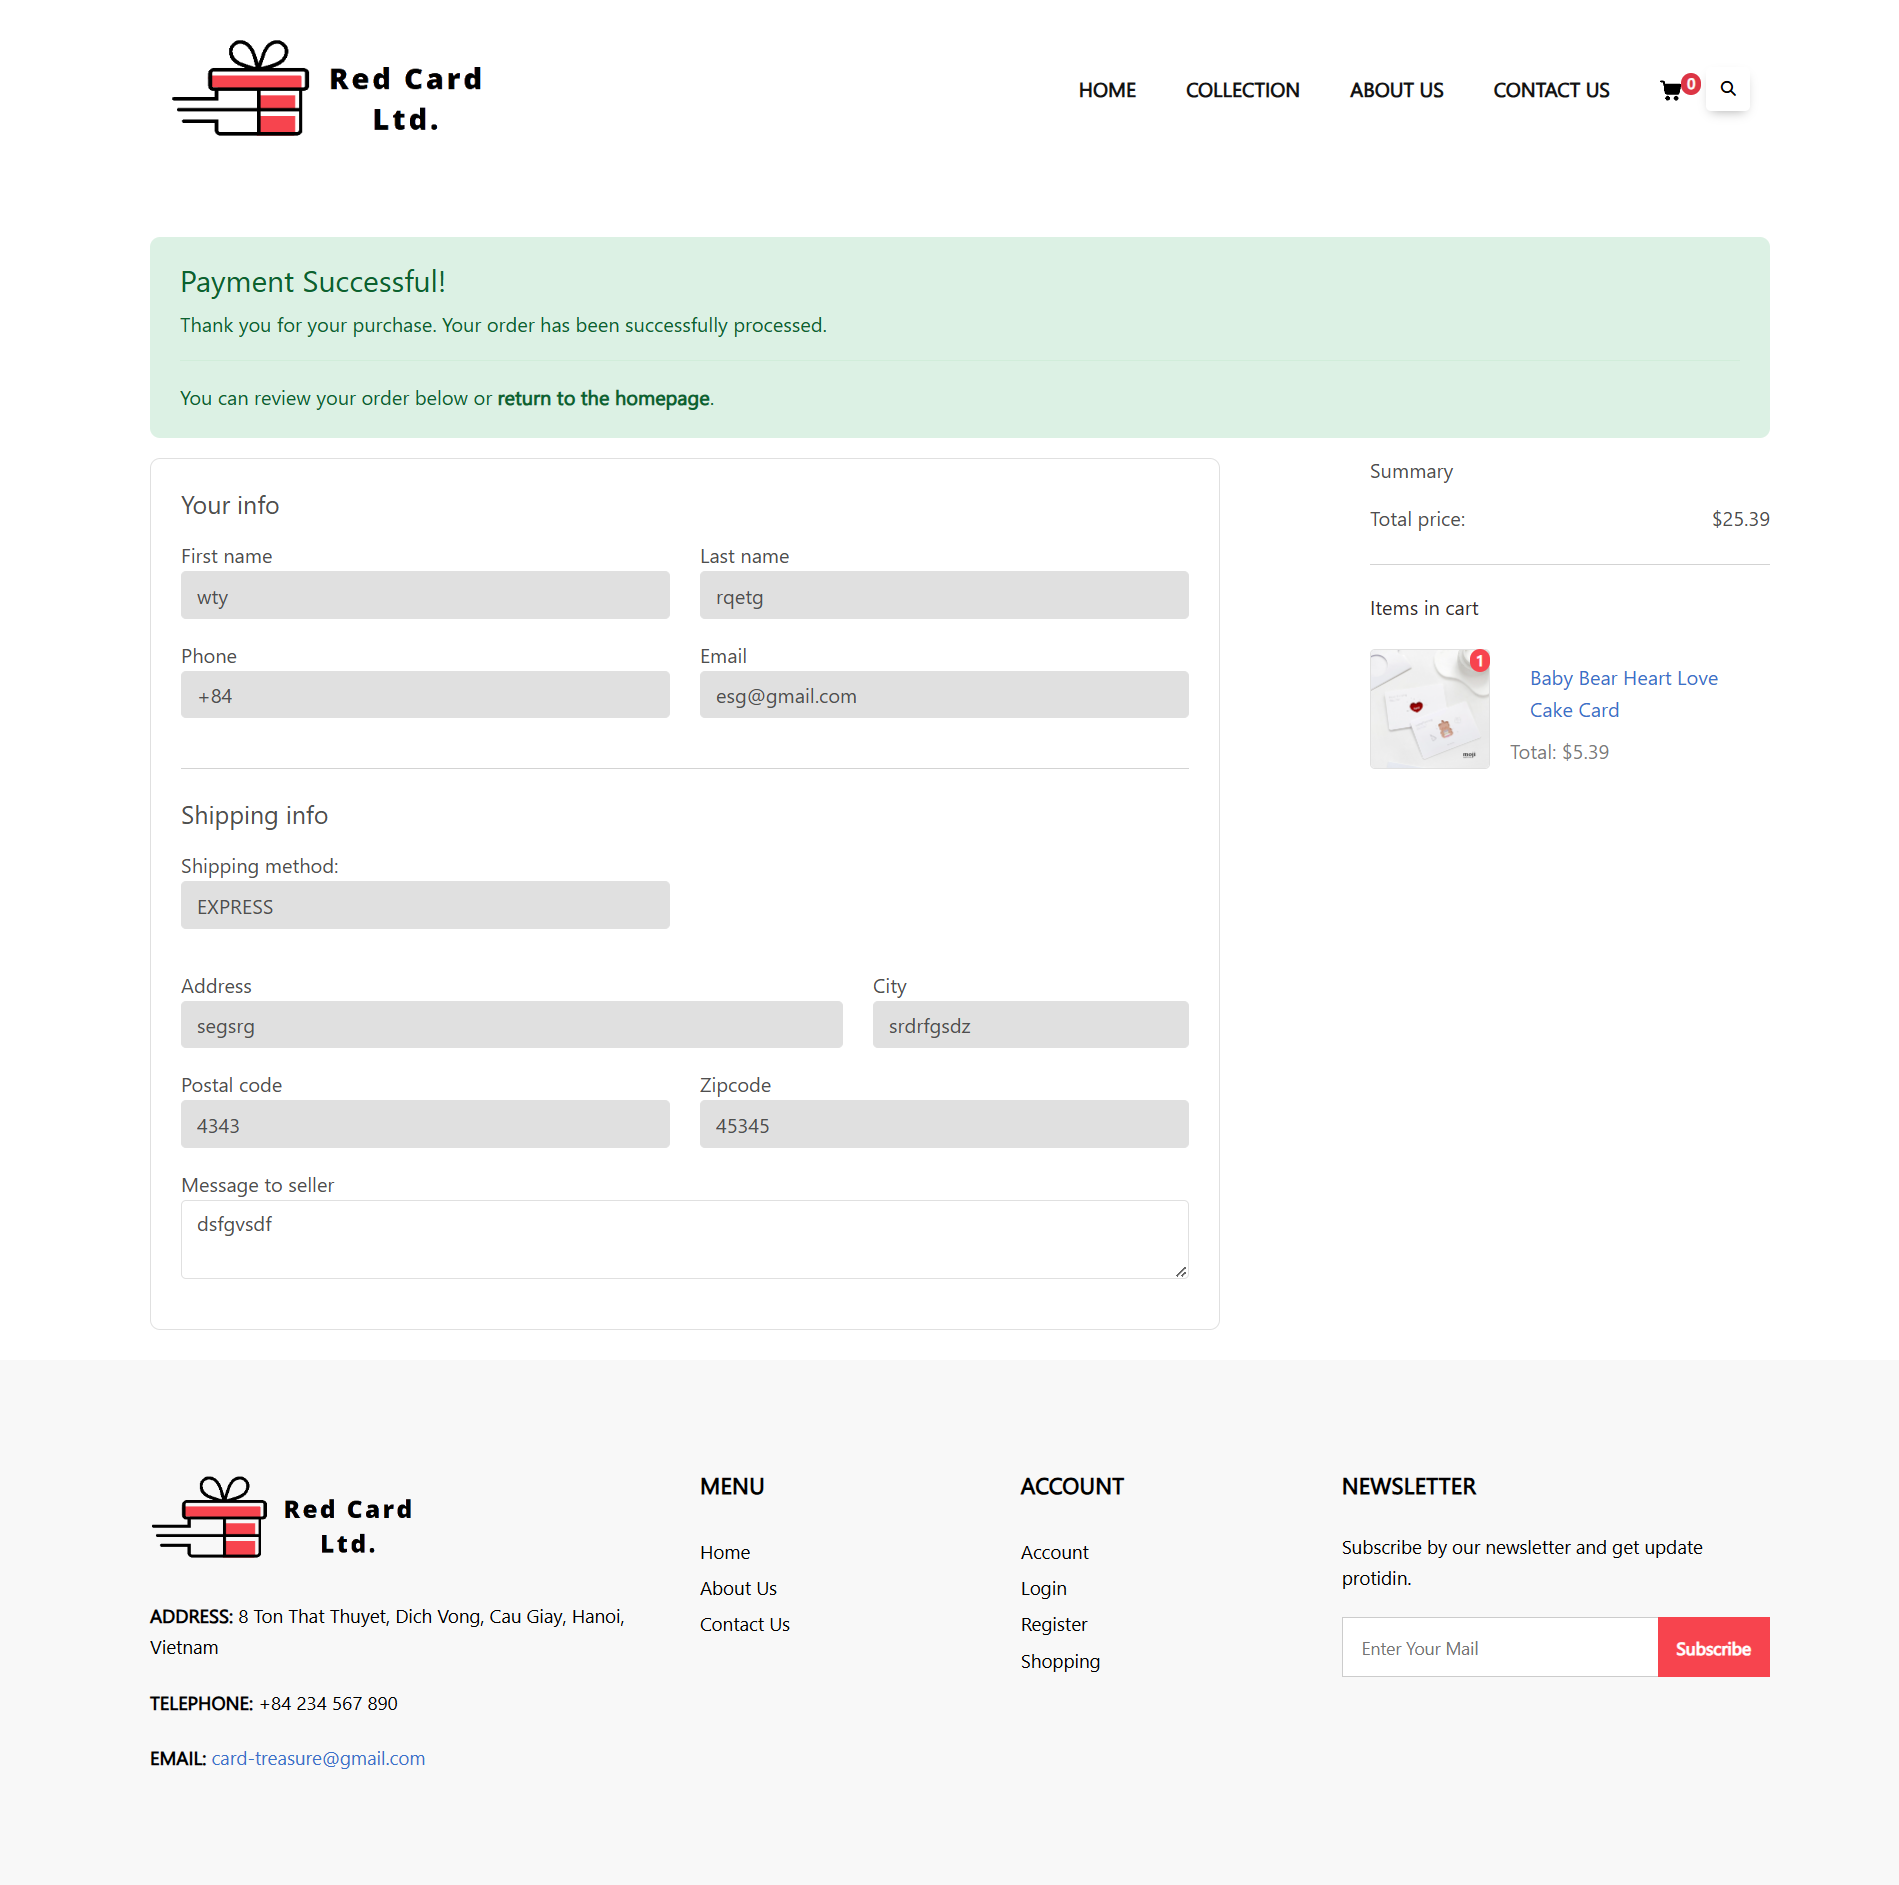 Red Card
Ltd.
HOME
COLLECTION
ABOUT US
CONTACT US
0
Payment Successful!
Thank you for your purchase. Your order has been successfully processed.
You can review your order below or return to the homepage.
Your info
First name
Last name
wty
rqetg
Phone
Email
+84
esg@gmail.com
Shipping info
Shipping method:
EXPRESS
Address
City
segsrg
srdrfgsdz
Postal code
Zipcode
4343
45345
Message to seller
dsfgvsdf
Summary
Total price:
$25.39
Items in cart
1
moji
Baby Bear Heart Love
Cake Card
Total: $5.39
Red Card
Ltd.
ADDRESS: 8 Ton That Thuyet, Dich Vong, Cau Giay, Hanoi,
Vietnam
TELEPHONE: +84 234 567 890
EMAIL: card-treasure@gmail.com
MENU
Home
About Us
Contact Us
ACCOUNT
Account
Login
Register
Shopping
NEWSLETTER
Subscribe by our newsletter and get update
protidin.
Enter Your Mail
Subscribe